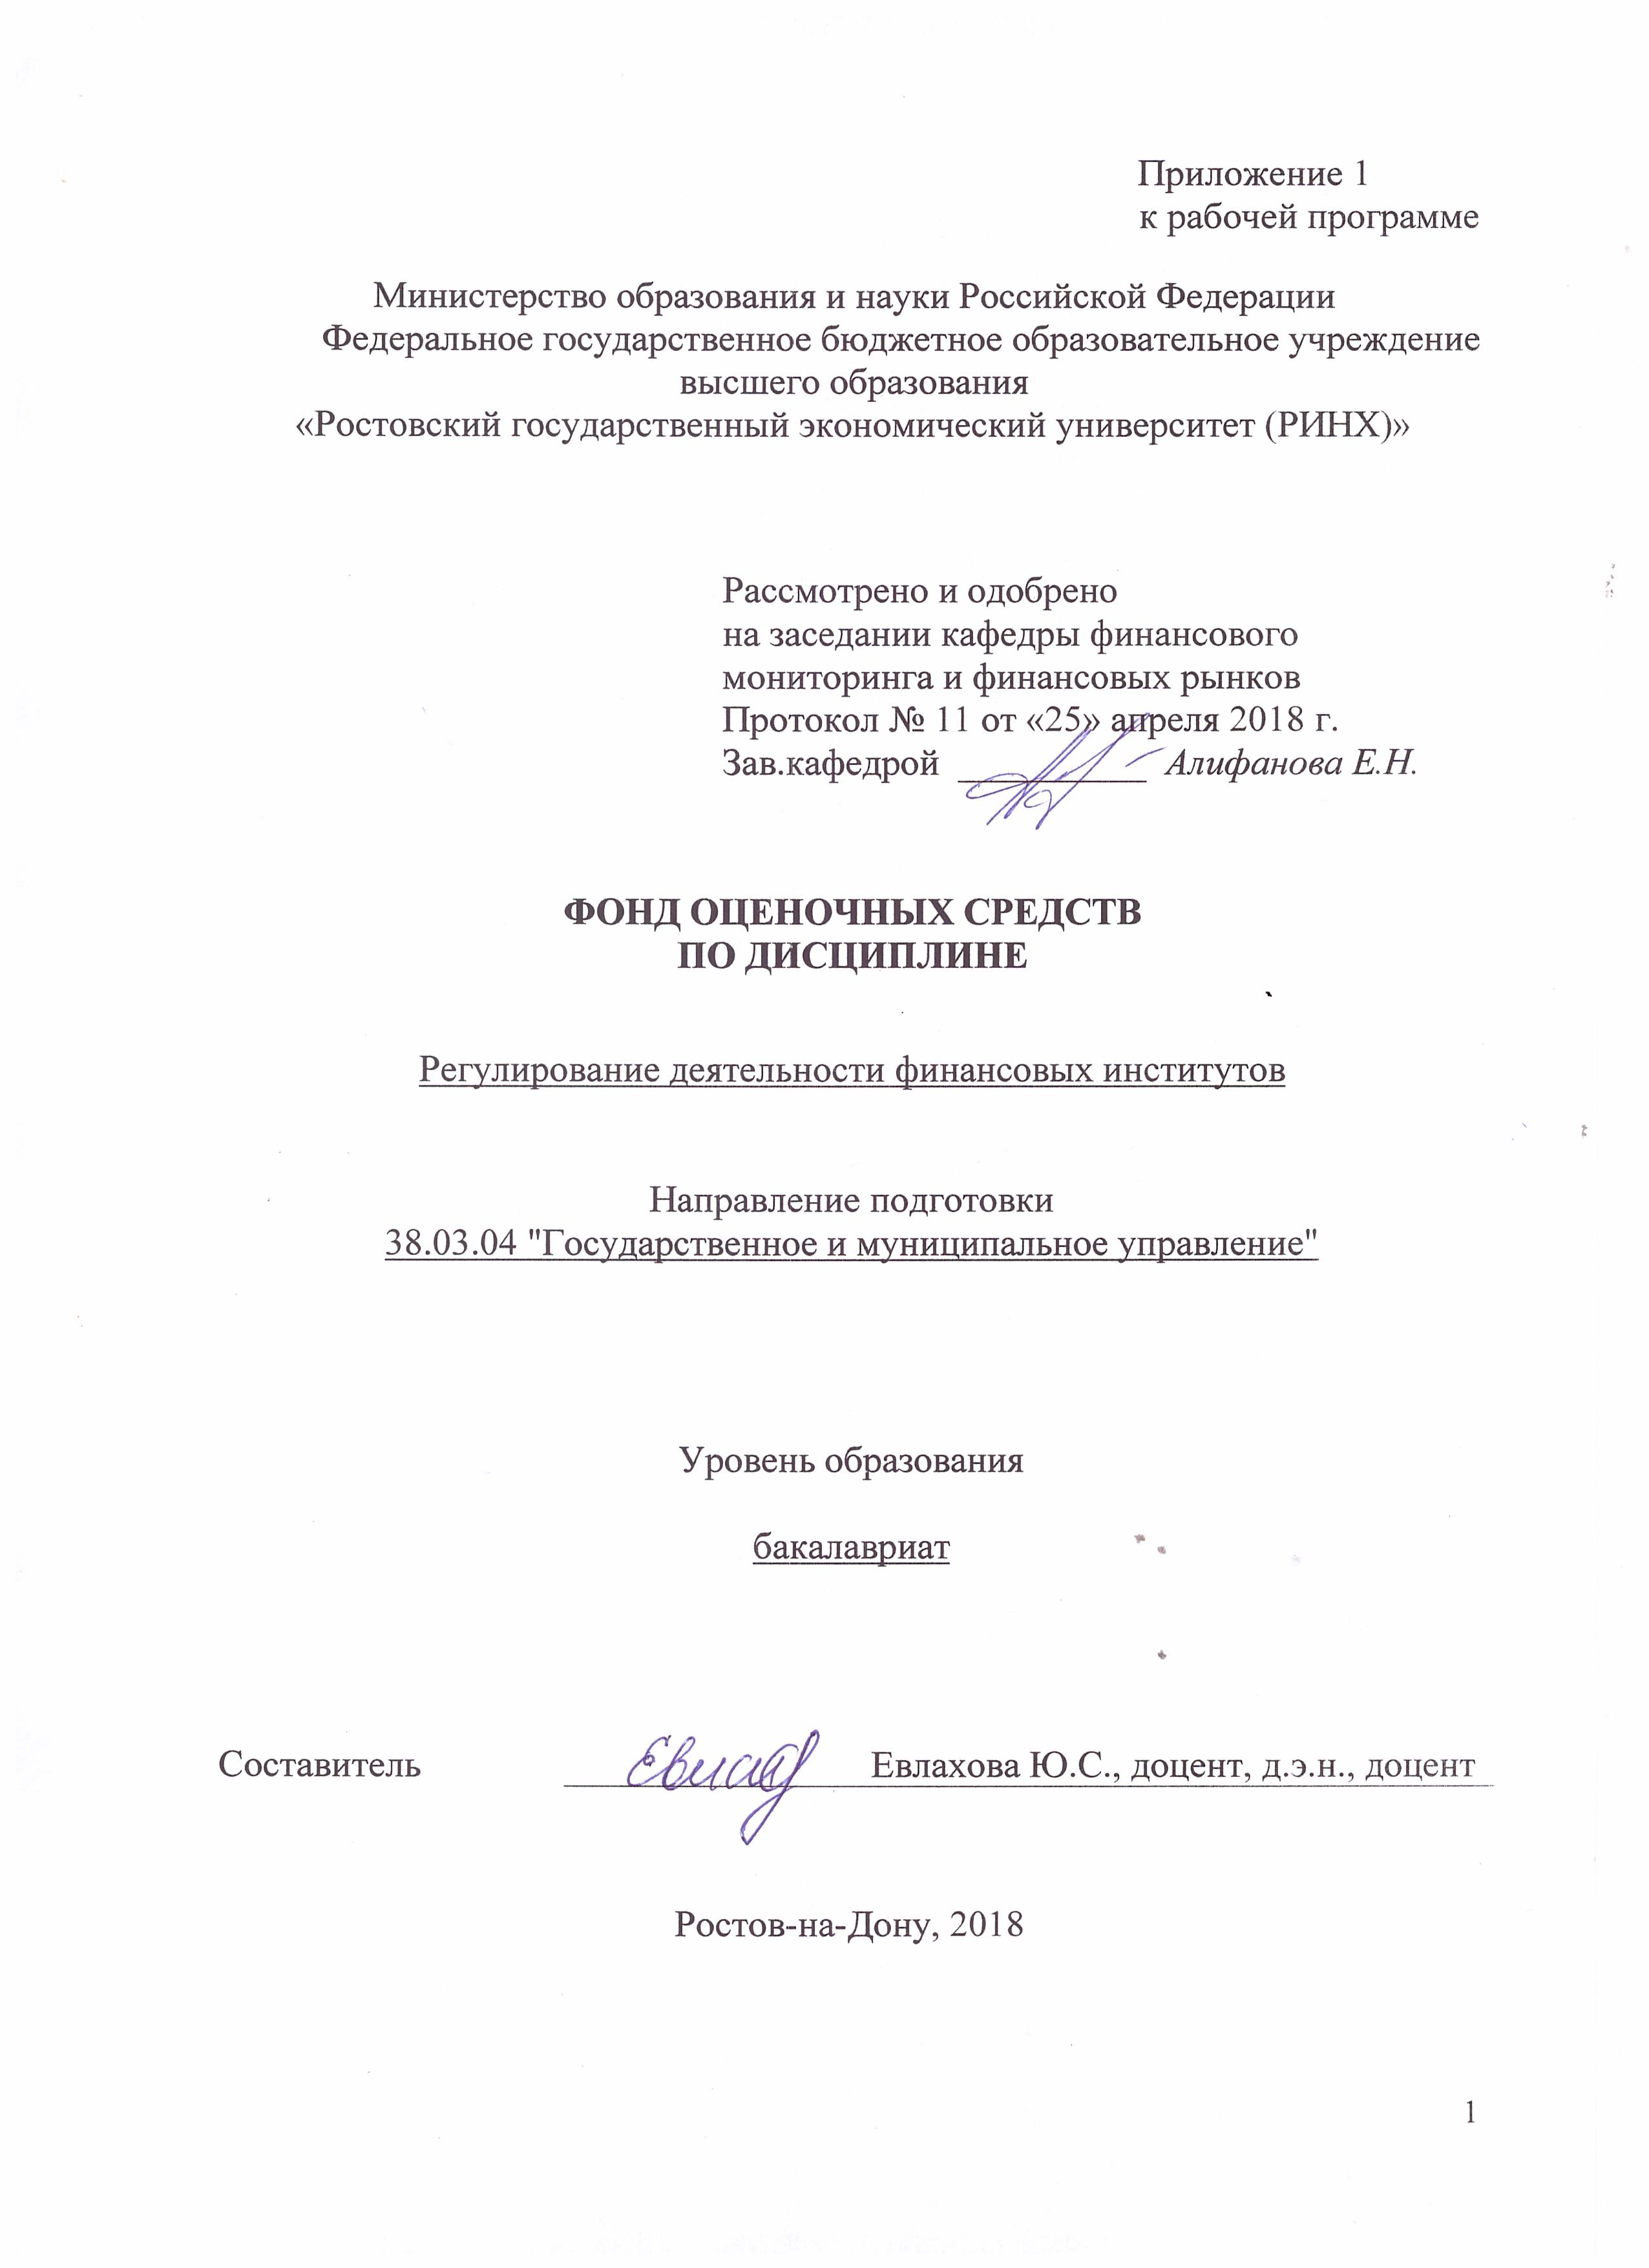 Приложение 1
к рабочей программе
Министерство образования и науки Российской Федерации
Федеральное государственное бюджетное образовательное учреждение
высшего образования
«Ростовский государственный экономический университет (РИНХ)»
Рассмотрено и одобрено
на заседании кафедры финансового
мониторинга и финансовых рынков
Протокол № 11 от «25» апреля 2018 г.
Зав.кафедрой __________ Алифанова Е.Н.
ФОНД ОЦЕНОЧНЫХ СРЕДСТВ
ПО ДИСЦИПЛИНЕ
Регулирование деятельности финансовых институтов
Направление подготовки
38.03.04 "Государственное и муниципальное управление"
Уровень образования
бакалавриат
Составитель Евлахова Ю.С., доцент, д.э.н., доцент
Ростов-на-Дону, 2018
1